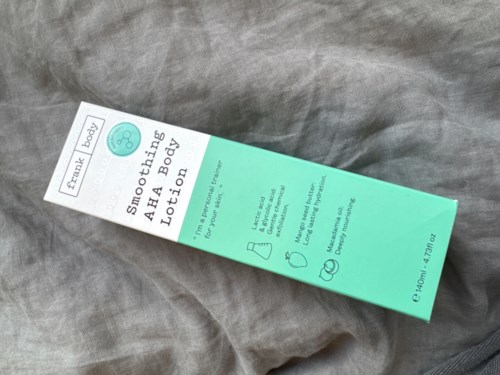 frank body
Smoothing
AHA Body
Lotion
"I'm a personal trainer
for your skin."
Lactic acid
& glycolic acid:
Gentle chemical
exfoliation.
Mango seed butter:
Long lasting hydration.
Macadamia oil:
Deeply nourishing.
℮ 140ml - 4.73fl oz